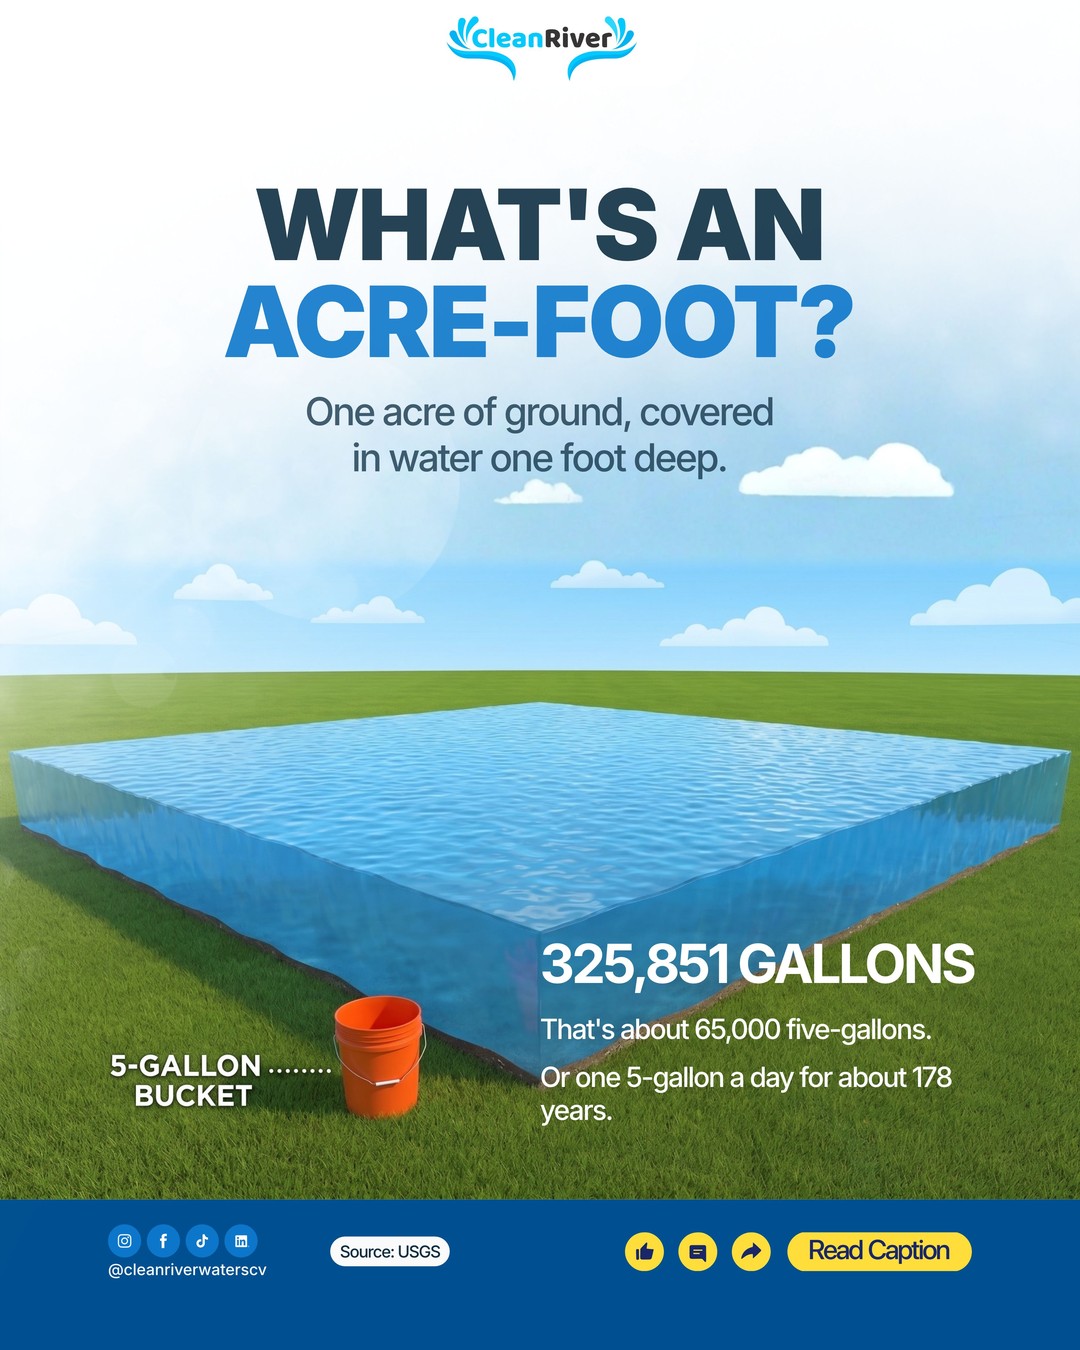 CleanRiver
WHAT'S AN
ACRE-FOOT?
One acre of ground, covered
in water one foot deep.
325,851 GALLONS
That's about 65,000 five-gallons.
Or one 5-gallon a day for about 178
years.
5-GALLON
BUCKET
@cleanriverwaterscv
Source: USGS
Read Caption